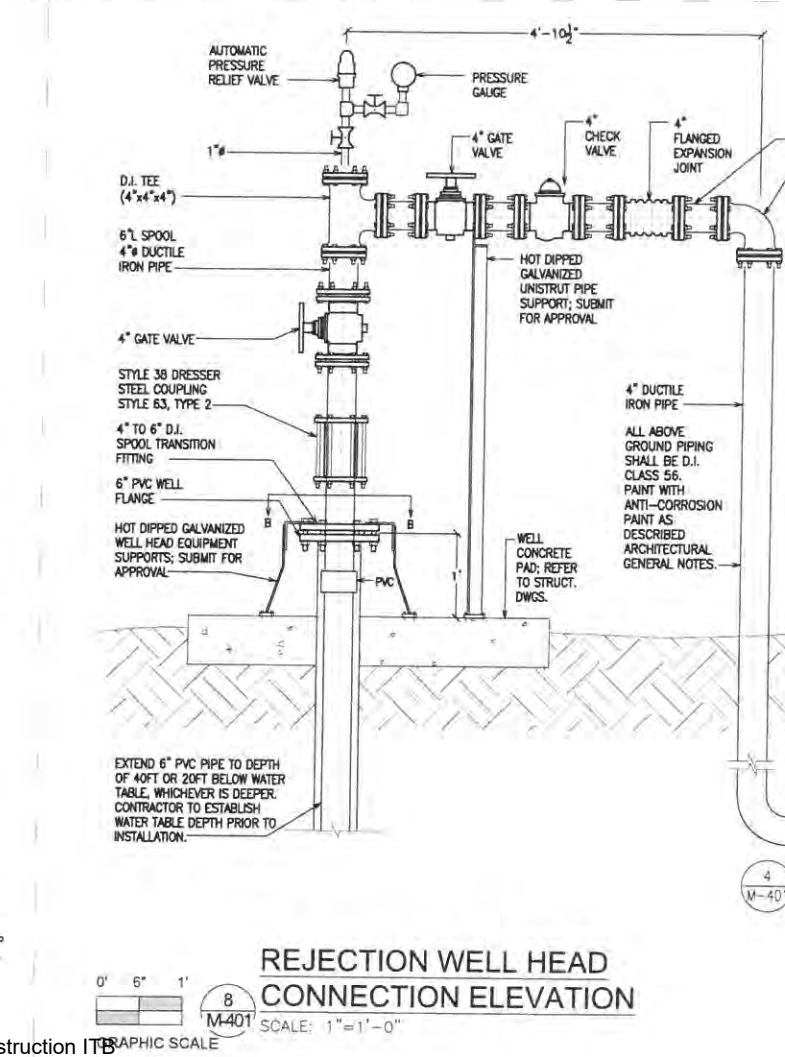 4'-10½"
AUTOMATIC
PRESSURE
RELIEF VALVE
PRESSURE
GAUGE
1"ø
4" GATE
VALVE
4"
CHECK
VALVE
4"
FLANGED
EXPANSION
JOINT
D.I. TEE
(4"x4"x4")
6"L SPOOL
4"ø DUCTILE
IRON PIPE
HOT DIPPED
GALVANIZED
UNISTRUT PIPE
SUPPORT; SUBMIT
FOR APPROVAL
4" GATE VALVE
STYLE 38 DRESSER
STEEL COUPLING
STYLE 63, TYPE 2
4" TO 6" D.I.
SPOOL TRANSITION
FITTING
6" PVC WELL
FLANGE
B
B
HOT DIPPED GALVANIZED
WELL HEAD EQUIPMENT
SUPPORTS; SUBMIT FOR
APPROVAL
PVC
1'
WELL
CONCRETE
PAD; REFER
TO STRUCT.
DWGS.
4" DUCTILE
IRON PIPE
ALL ABOVE
GROUND PIPING
SHALL BE D.I.
CLASS 56.
PAINT WITH
ANTI-CORROSION
PAINT AS
DESCRIBED
ARCHITECTURAL
GENERAL NOTES.
EXTEND 6" PVC PIPE TO DEPTH
OF 40FT OR 20FT BELOW WATER
TABLE, WHICHEVER IS DEEPER.
CONTRACTOR TO ESTABLISH
WATER TABLE DEPTH PRIOR TO
INSTALLATION.
4
M-401
0' 6" 1'
8
M-401
REJECTION WELL HEAD
CONNECTION ELEVATION
SCALE: 1"=1'-0"
GRAPHIC SCALE
struction ITB